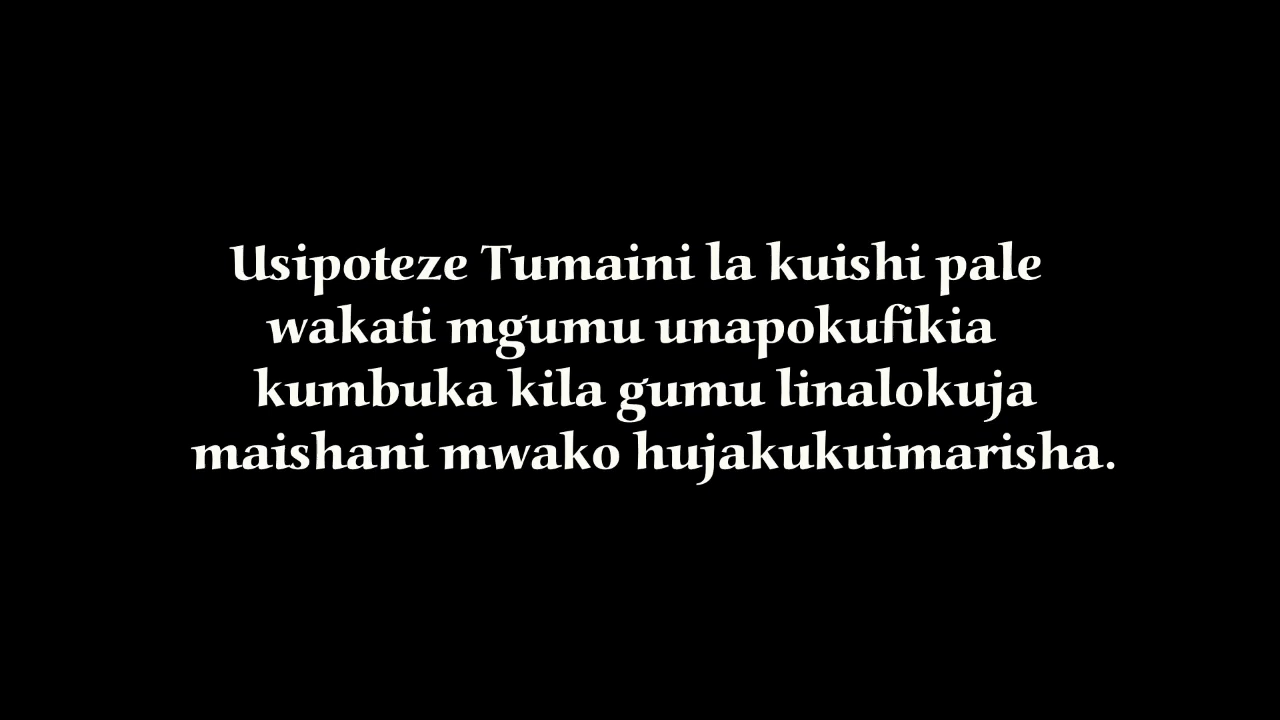 Usipoteze Tumaini la kuishi pale
wakati mgumu unapokufikia
kumbuka kila gumu linalokuja
maishani mwako hujakukuimarisha.